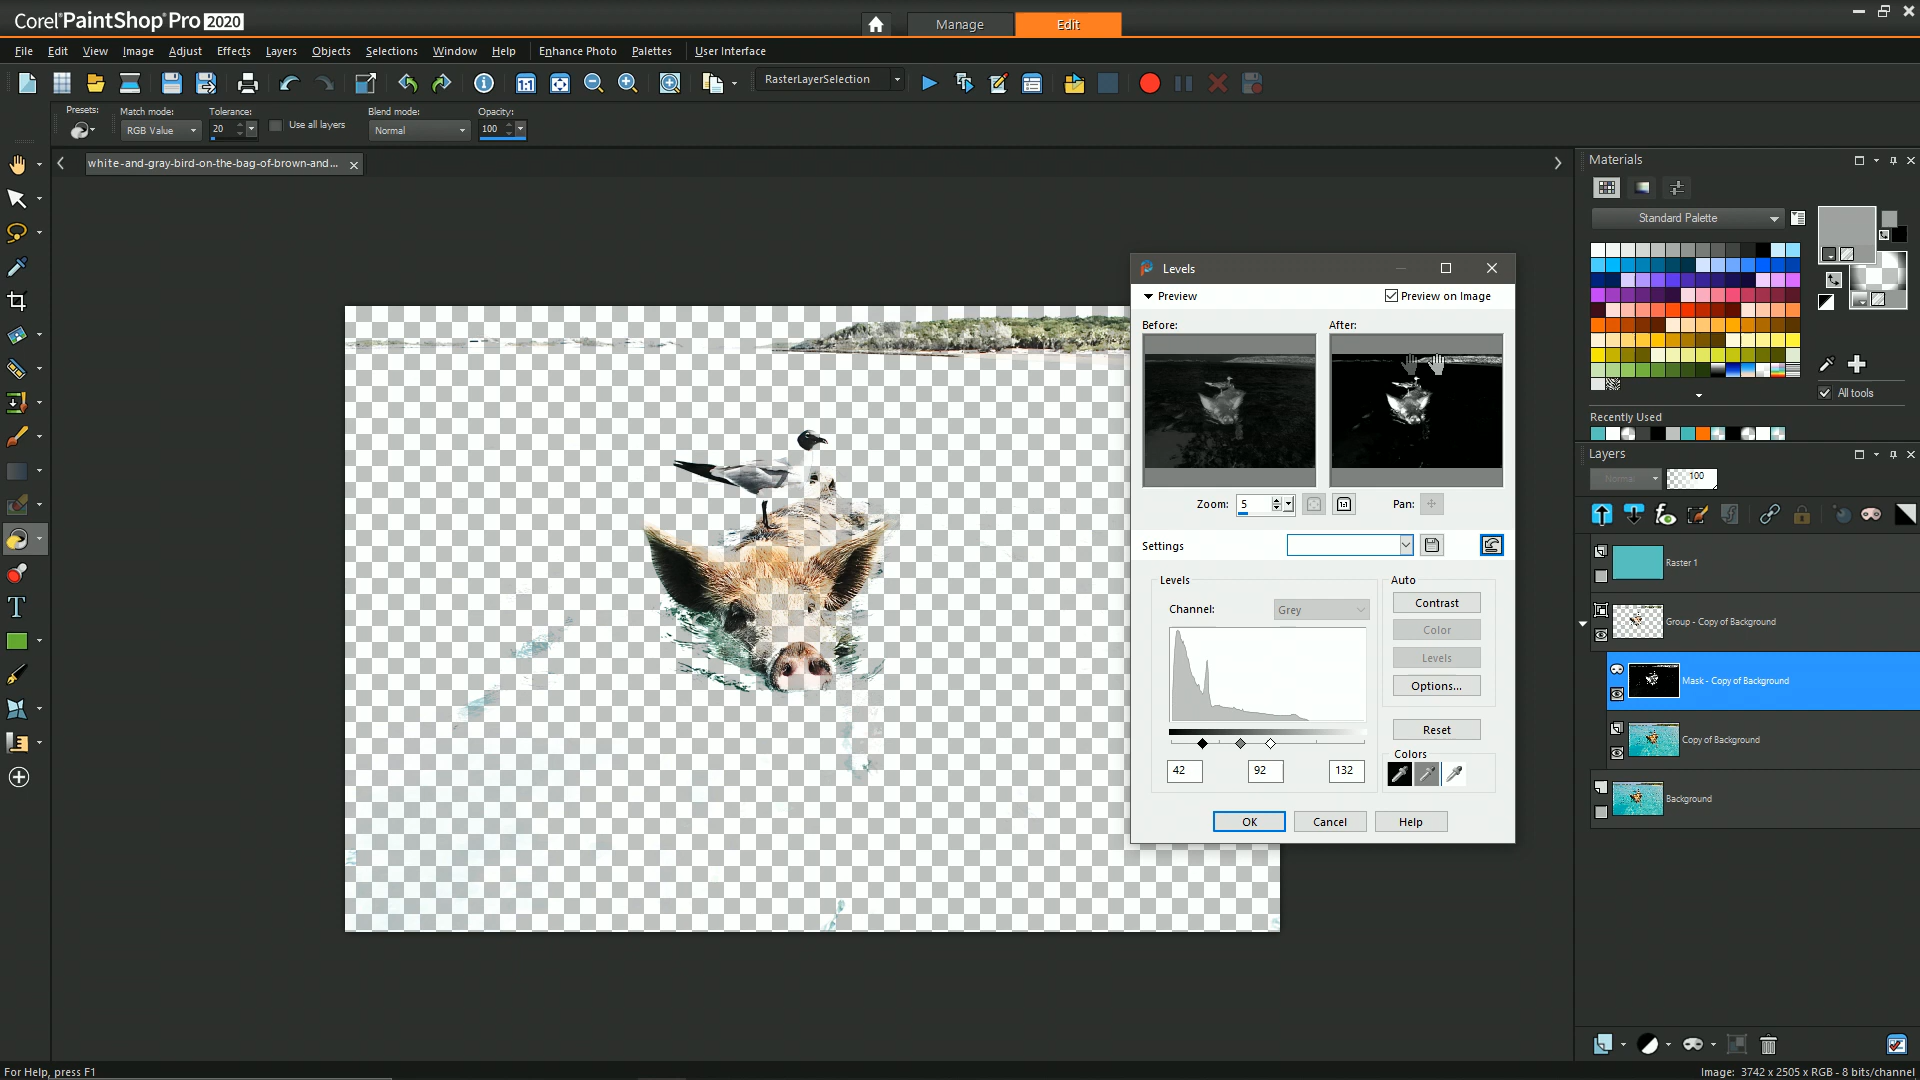 Corel PaintShop Pro 2020
Manage
Edit
File Edit View Image Adjust Effects Layers Objects Selections Window Help Enhance Photo Palettes User Interface
RasterLayerSelection
Presets:
Match mode:
Tolerance:
Blend mode:
Opacity:
RGB Value
20
Use all layers
Normal
100
white-and-gray-bird-on-the-bag-of-brown-and...
Materials
Standard Palette
All tools
Recently Used
Levels
Preview
Preview on Image
Before:
After:
Zoom:
5
Pan:
Settings
Levels
Channel:
Grey
42
92
132
Auto
Contrast
Color
Levels
Options...
Reset
Colors
OK
Cancel
Help
Layers
Normal
100
Raster 1
Group - Copy of Background
Mask - Copy of Background
Copy of Background
Background
For Help, press F1
Image: 3742 x 2505 x RGB - 8 bits/channel